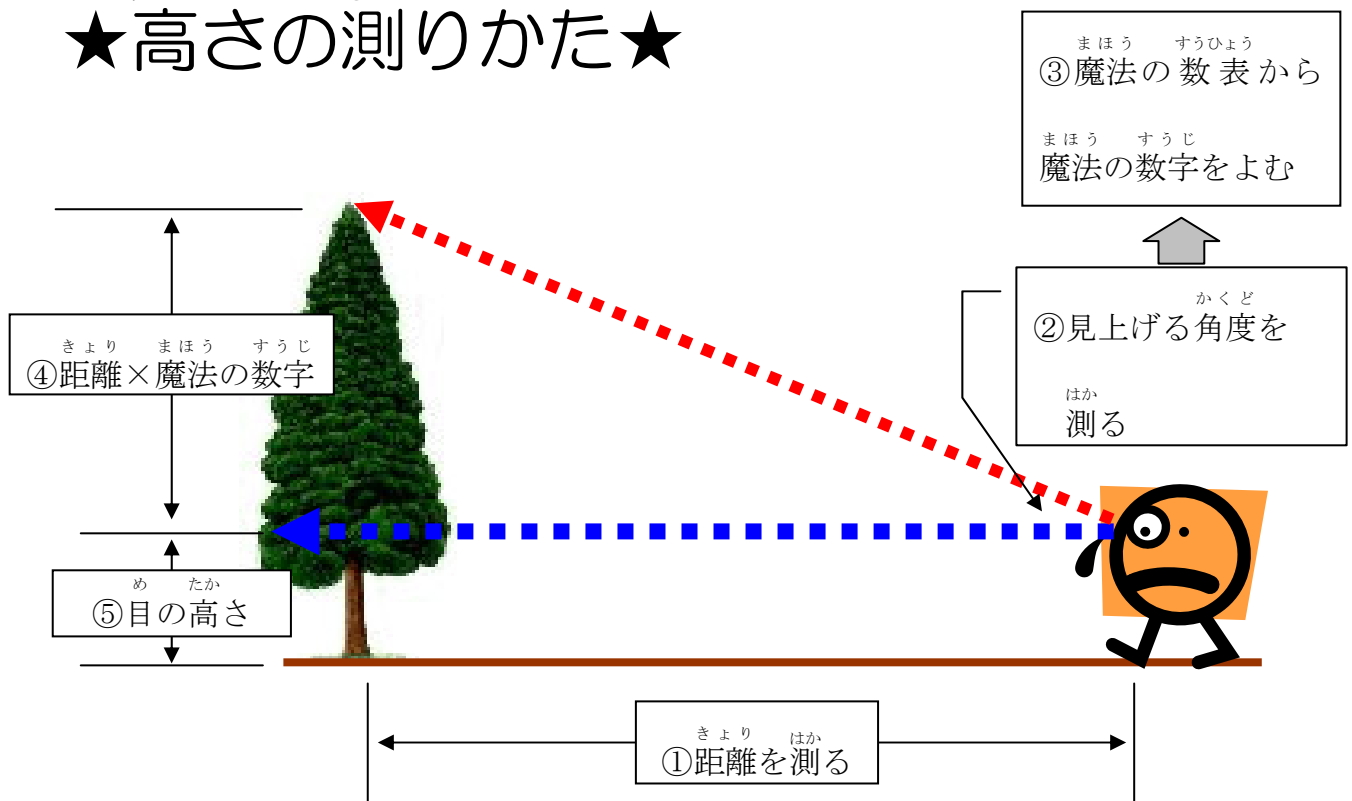 ★高さの測りかた★
まほう すうひょう
③魔法の数表から
まほう すうじ
魔法の数字をよむ
かくど
②見上げる角度を
はか
測る
きょり まほう すうじ
④距離×魔法の数字
め たか
⑤目の高さ
きょり はか
①距離を測る